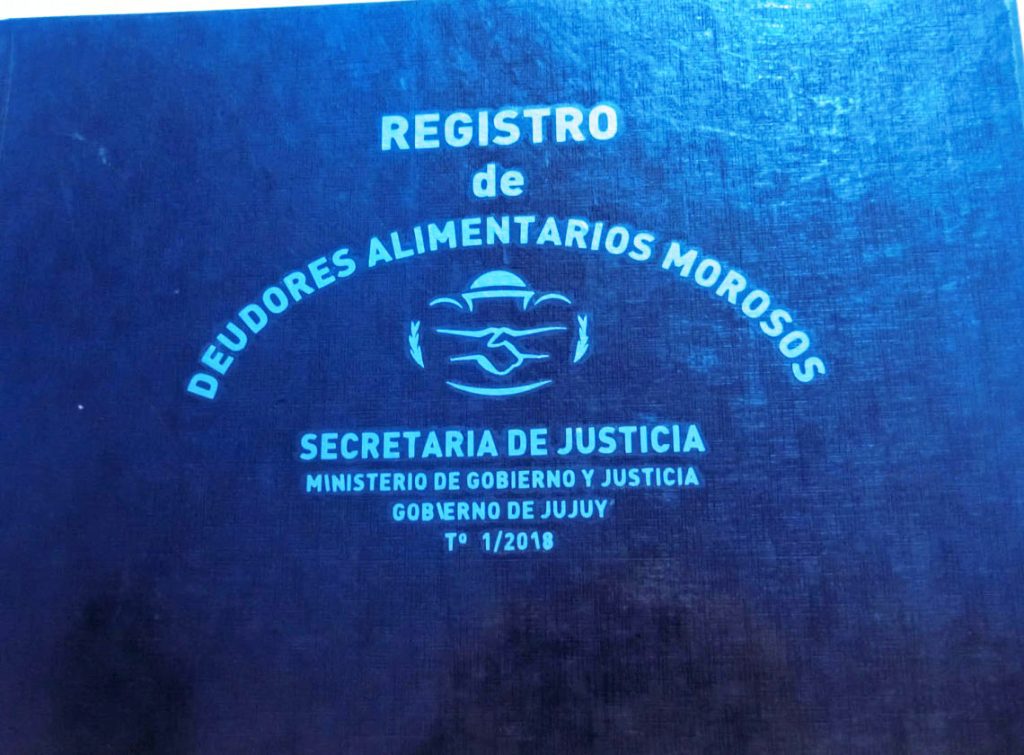 REGISTRO
de
DEUDORES ALIMENTARIOS MOROSOS
SECRETARIA DE JUSTICIA
MINISTERIO DE GOBIERNO Y JUSTICIA
GOBIERNO DE JUJUY
Tº 1/2018